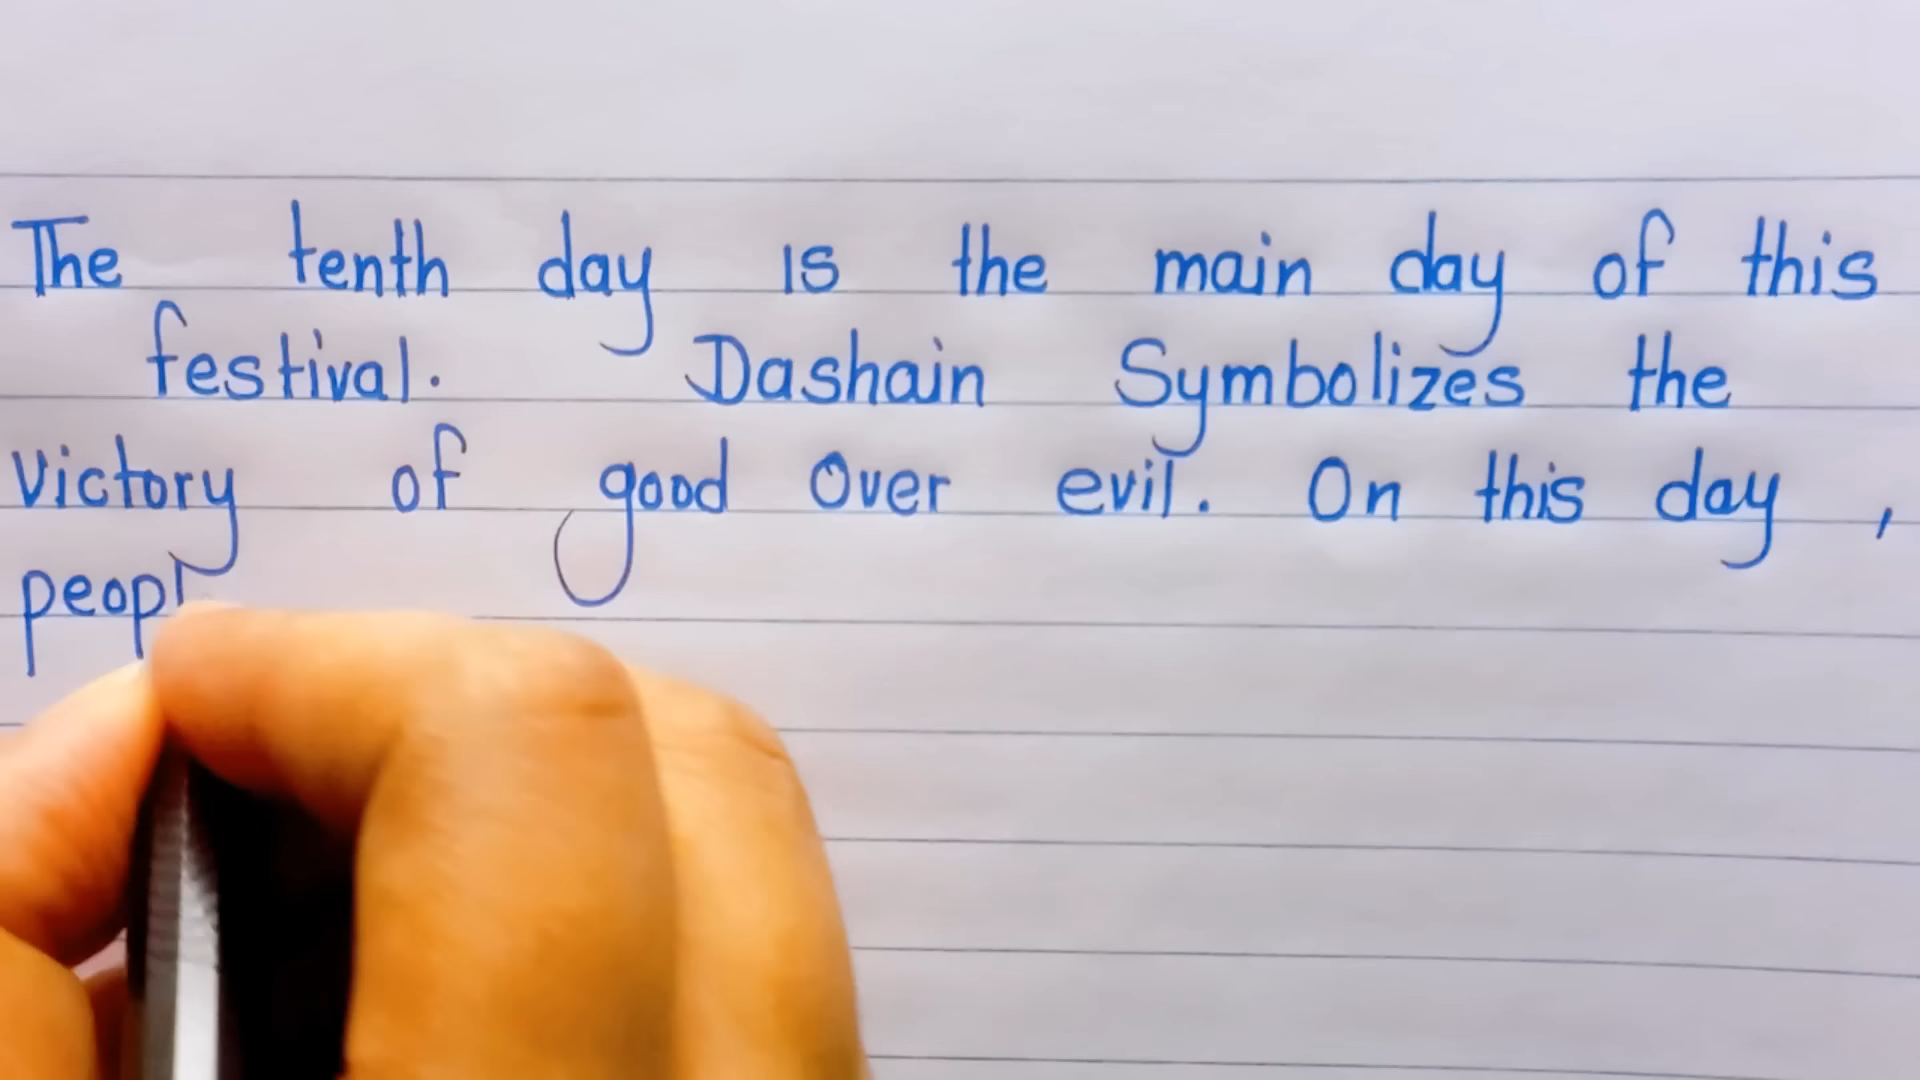 The tenth day is the main day of this
festival. Dashain Symbolizes the
Victory of good Over evil. On this day ,
peopl